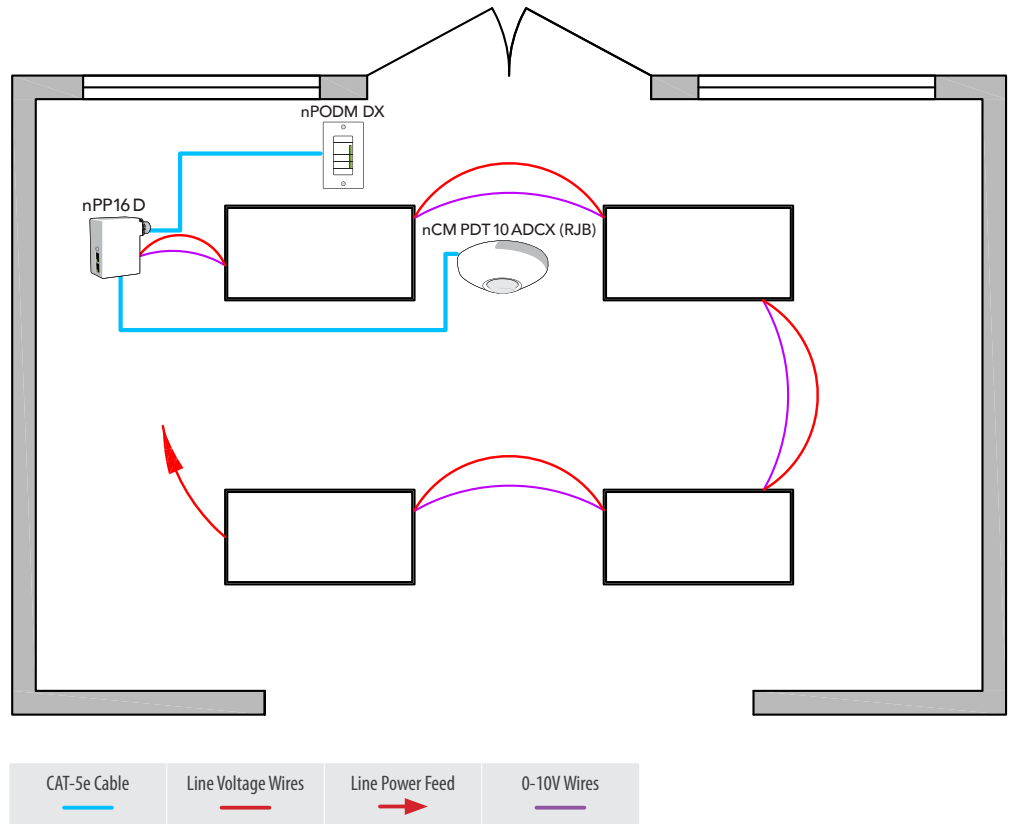 nPODM DX
nPP16 D
nCM PDT 10 ADCX (RJB)
CAT-5e Cable
Line Voltage Wires
Line Power Feed
0-10V Wires